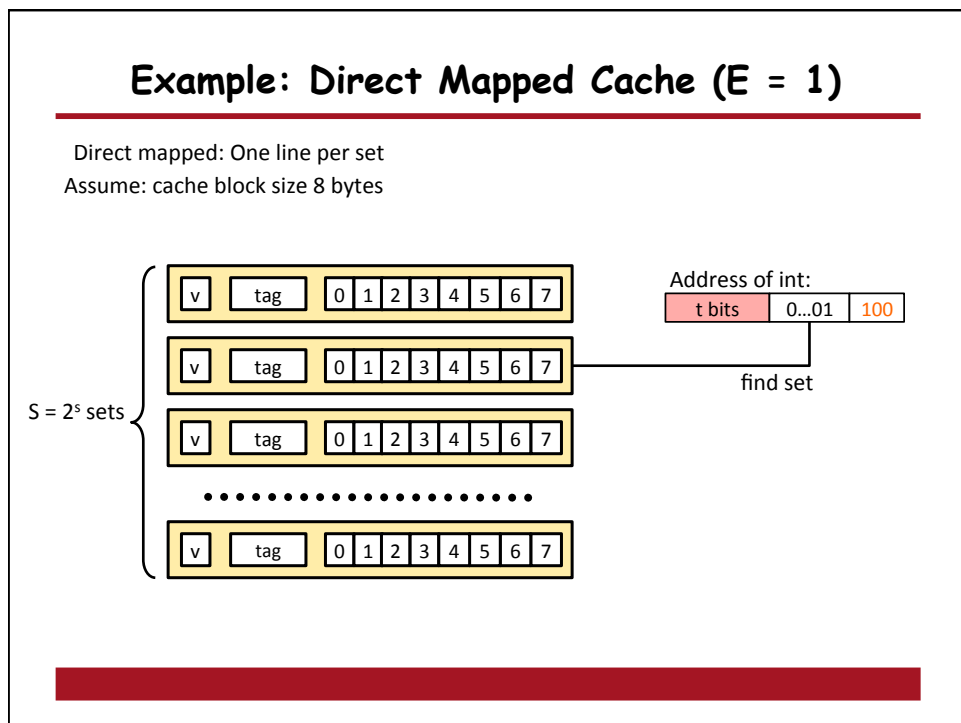 Example: Direct Mapped Cache (E = 1)
Direct mapped: One line per set
Assume: cache block size 8 bytes
v tag 0 1 2 3 4 5 6 7
Address of int:
t bits 0...01 100
v tag 0 1 2 3 4 5 6 7
find set
S = 2ˢ sets
v tag 0 1 2 3 4 5 6 7
v tag 0 1 2 3 4 5 6 7